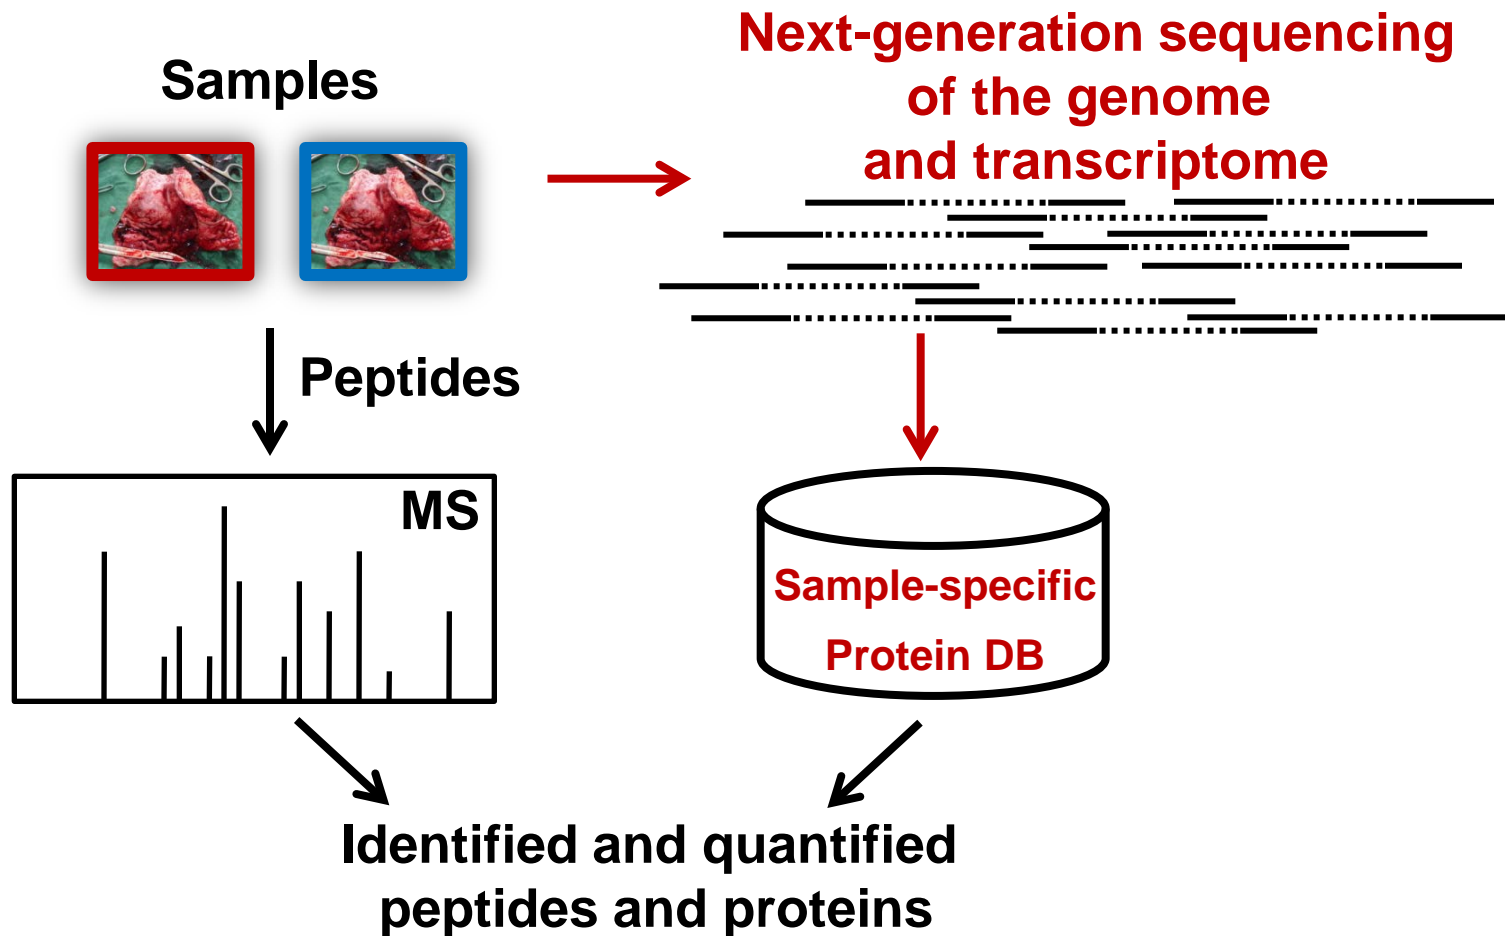 Samples
Next-generation sequencing
of the genome
and transcriptome
Peptides
MS
Sample-specific
Protein DB
Identified and quantified
peptides and proteins